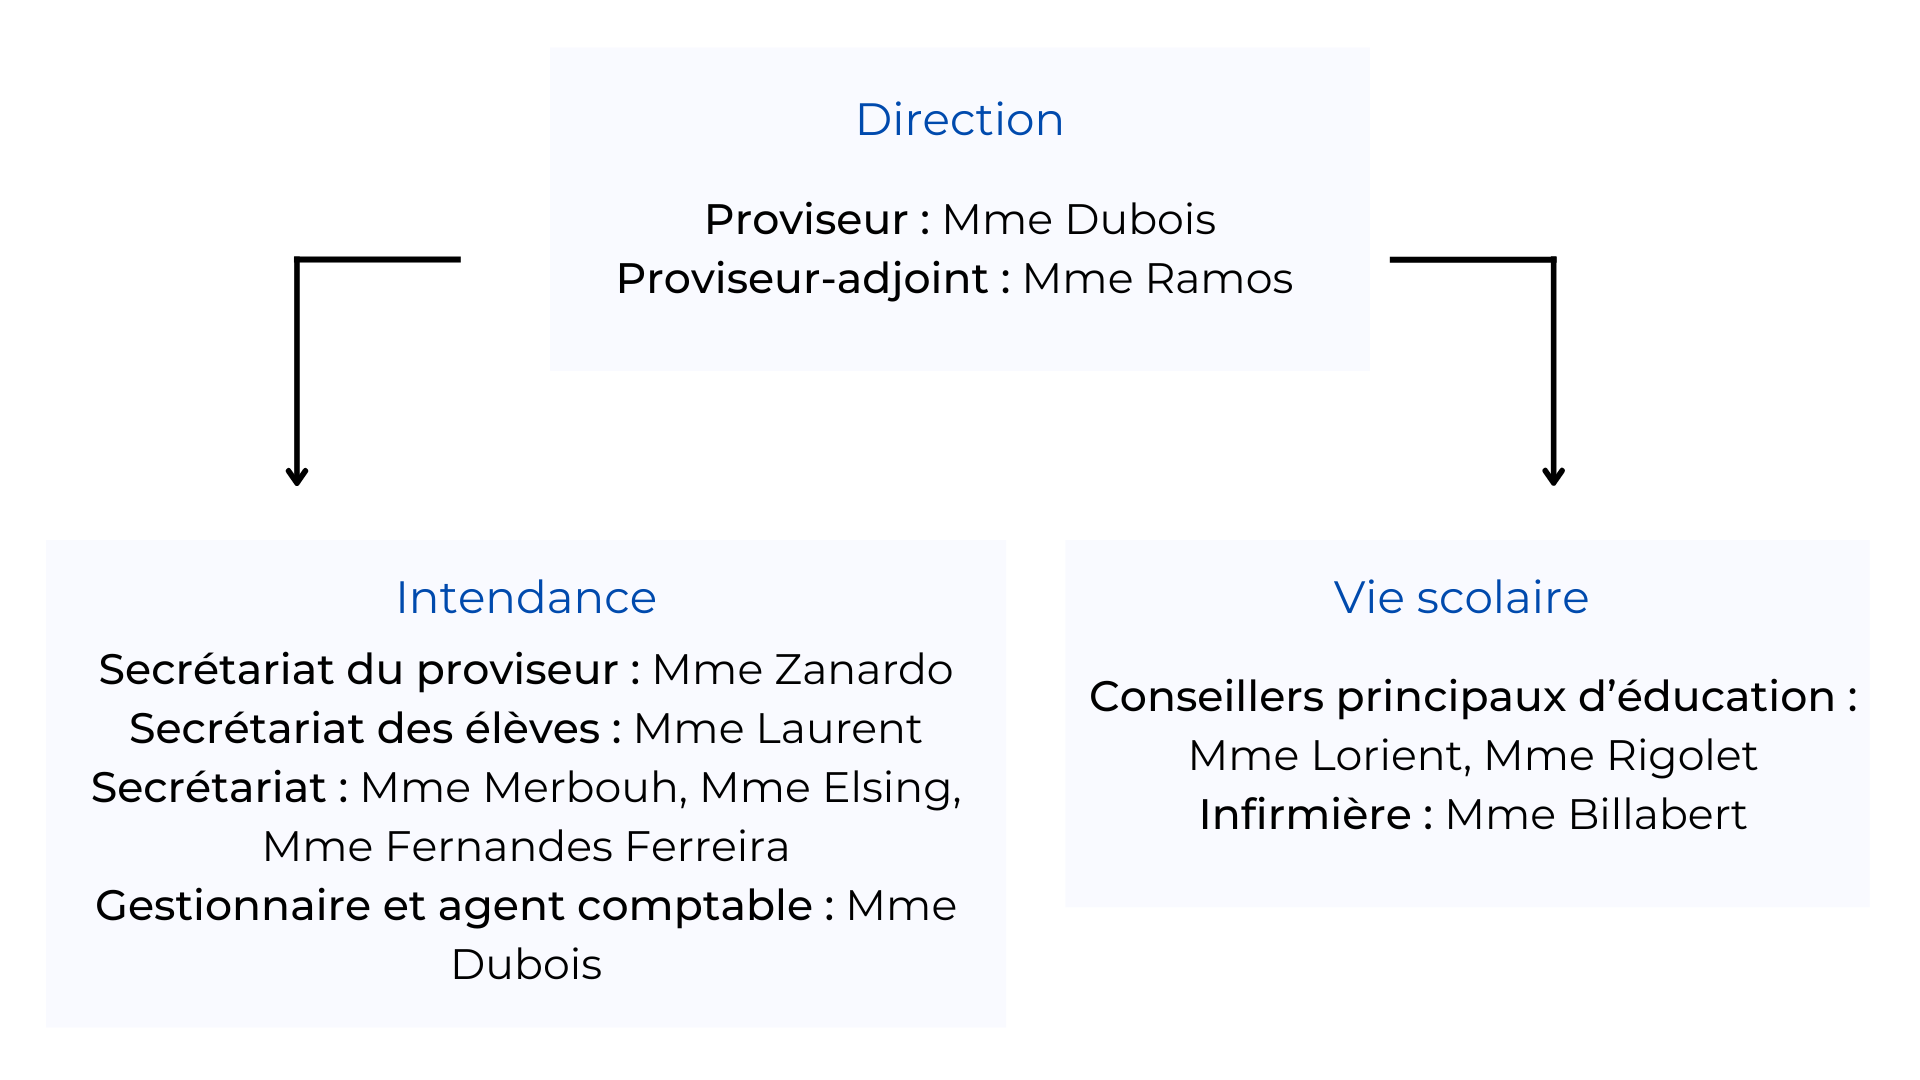 Direction
Proviseur : Mme Dubois
Proviseur-adjoint : Mme Ramos
Intendance
Secrétariat du proviseur : Mme Zanardo
Secrétariat des élèves : Mme Laurent
Secrétariat : Mme Merbouh, Mme Elsing,
Mme Fernandes Ferreira
Gestionnaire et agent comptable : Mme
Dubois
Vie scolaire
Conseillers principaux d’éducation :
Mme Lorient, Mme Rigolet
Infirmière : Mme Billabert